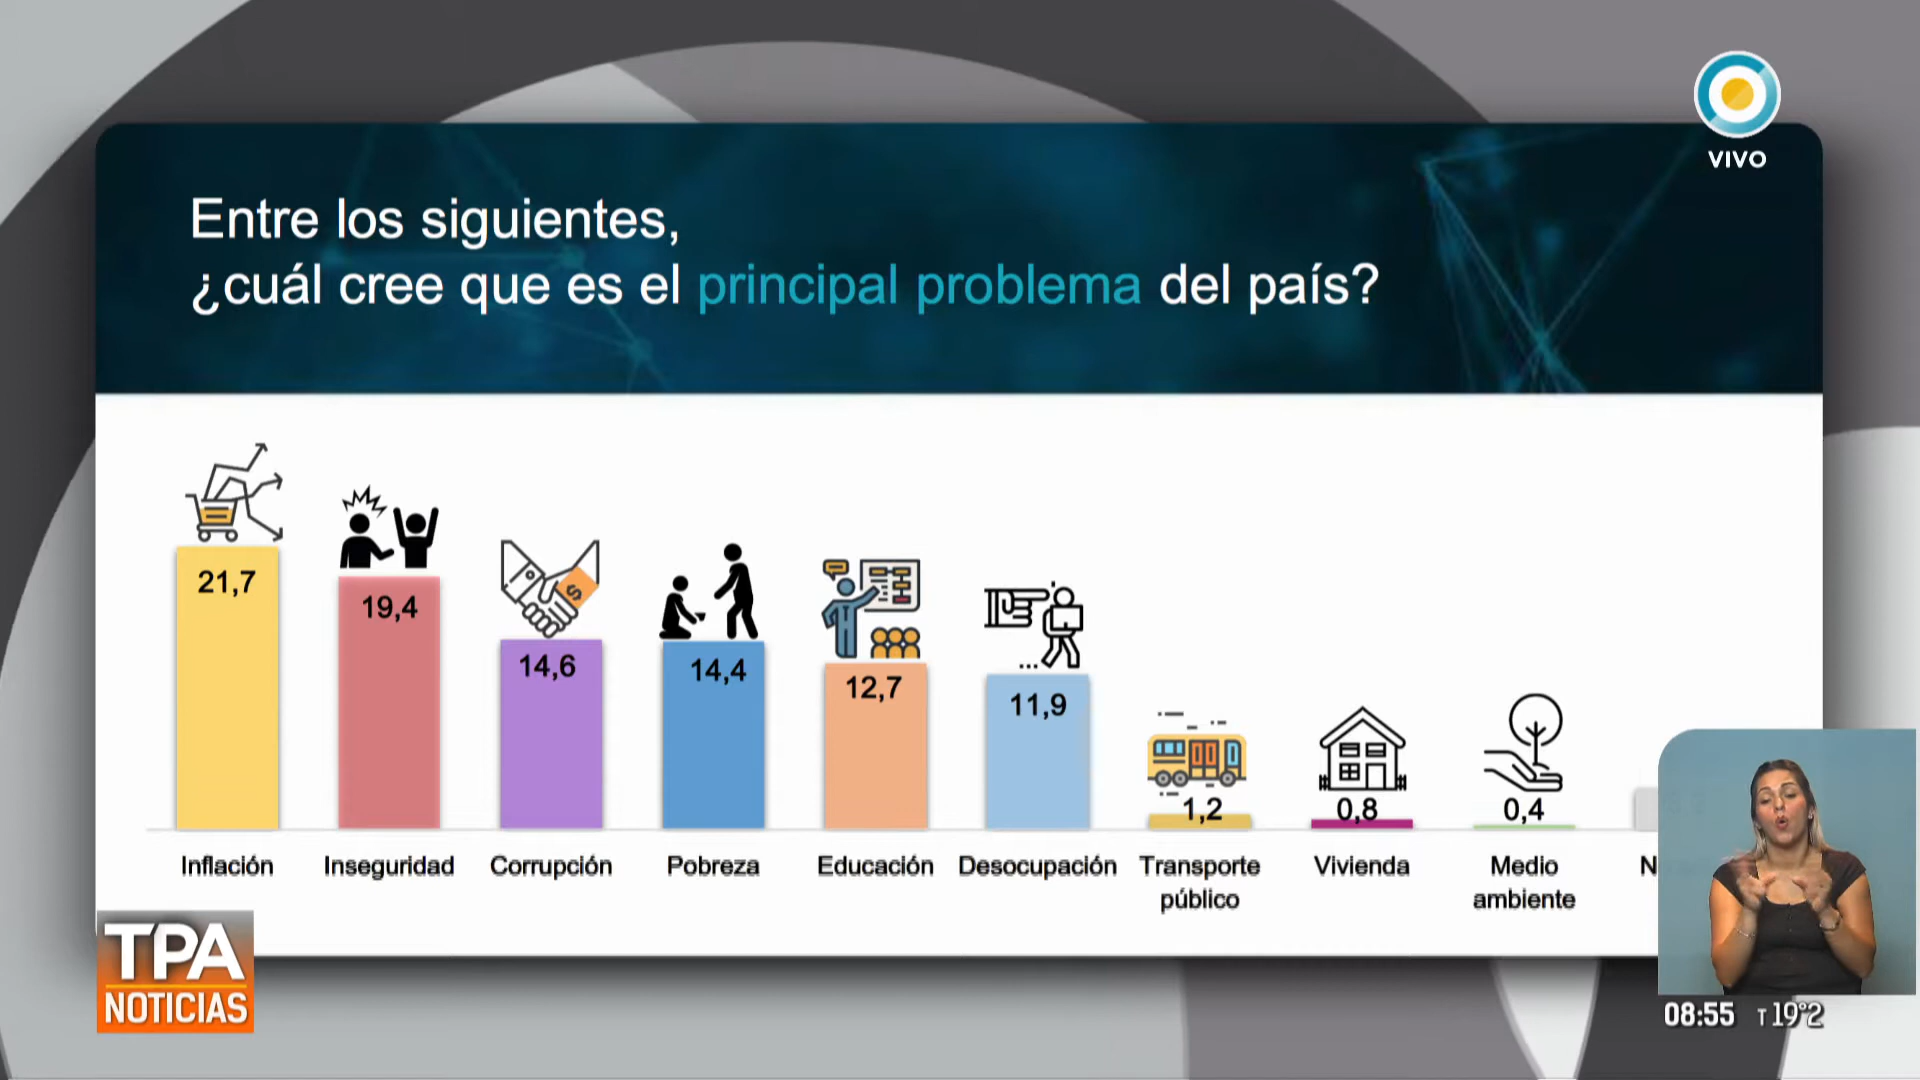 VIVO
Entre los siguientes,
¿cuál cree que es el principal problema del país?
21,7
19,4
14,6
14,4
12,7
11,9
1,2
0,8
0,4
Inflación
Inseguridad
Corrupción
Pobreza
Educación
Desocupación
Transporte
público
Vivienda
Medio
ambiente
TPA
NOTICIAS
08:55 T 19°2